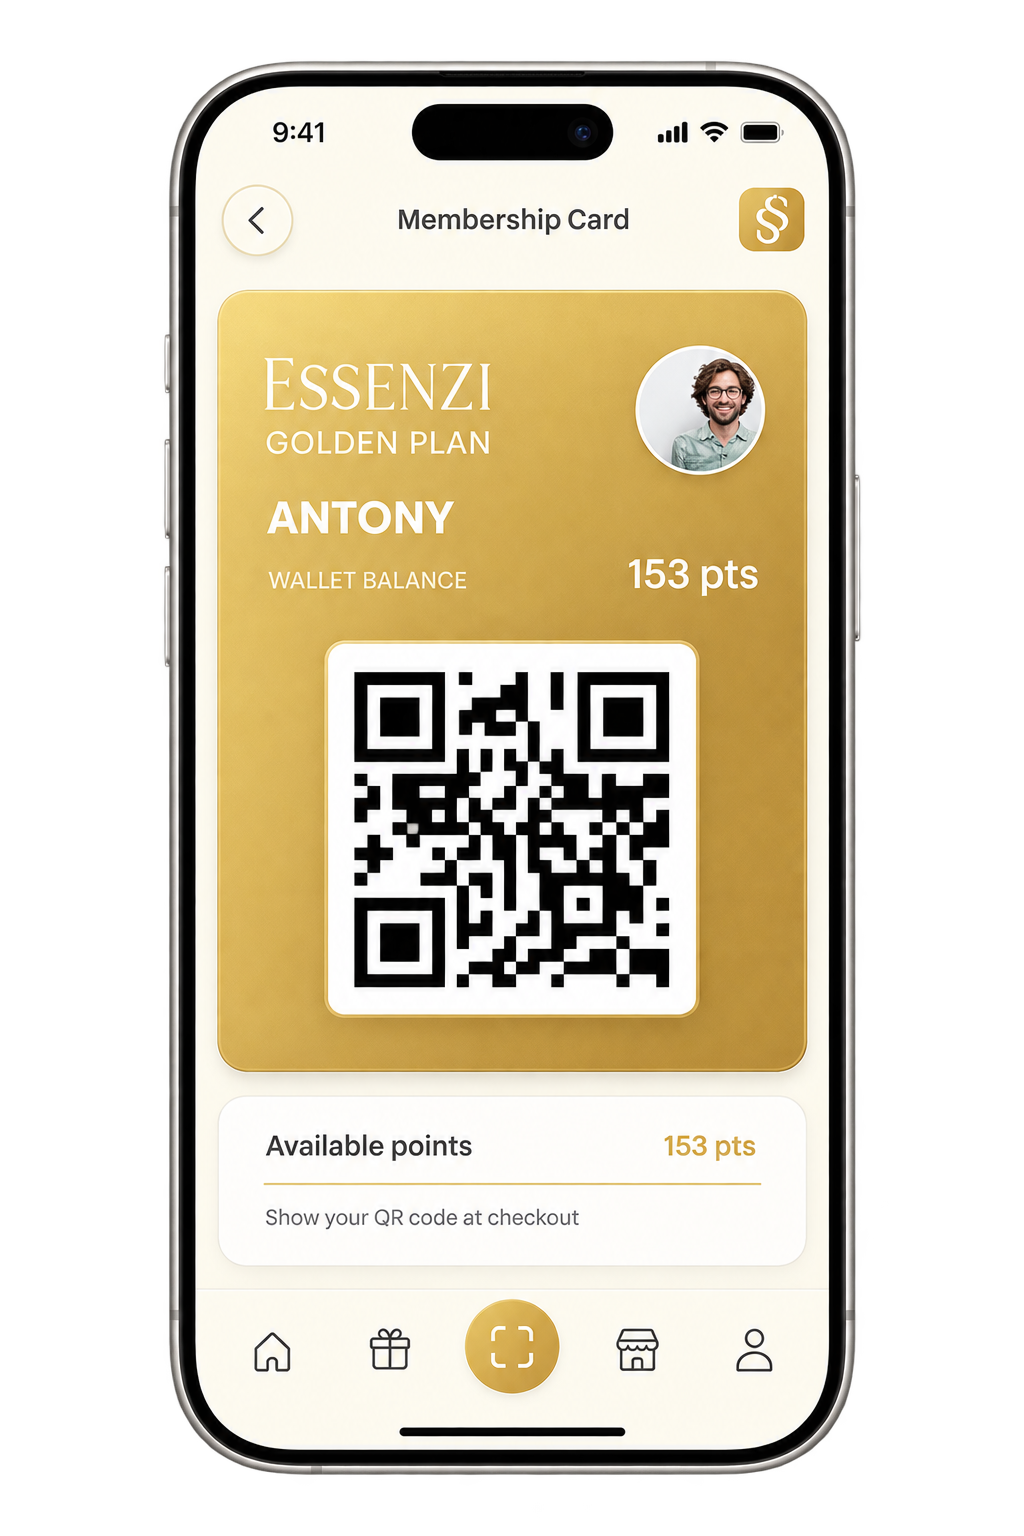 9:41
Membership Card
ESSENZI
GOLDEN PLAN
ANTONY
WALLET BALANCE
153 pts
Available points
153 pts
Show your QR code at checkout